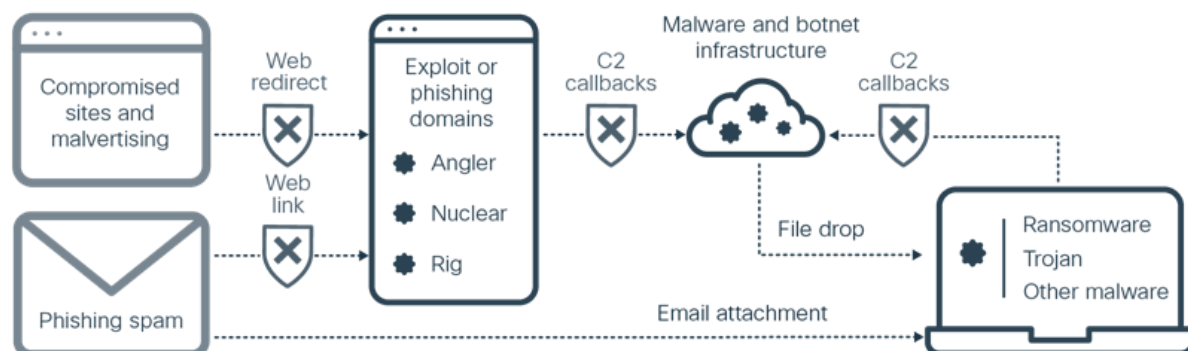 Compromised
sites and
malvertising
Web
redirect
Exploit or
phishing
domains
Angler
Nuclear
Rig
C2
callbacks
Malware and botnet
infrastructure
C2
callbacks
Web
link
Phishing spam
File drop
Email attachment
Ransomware
Trojan
Other malware